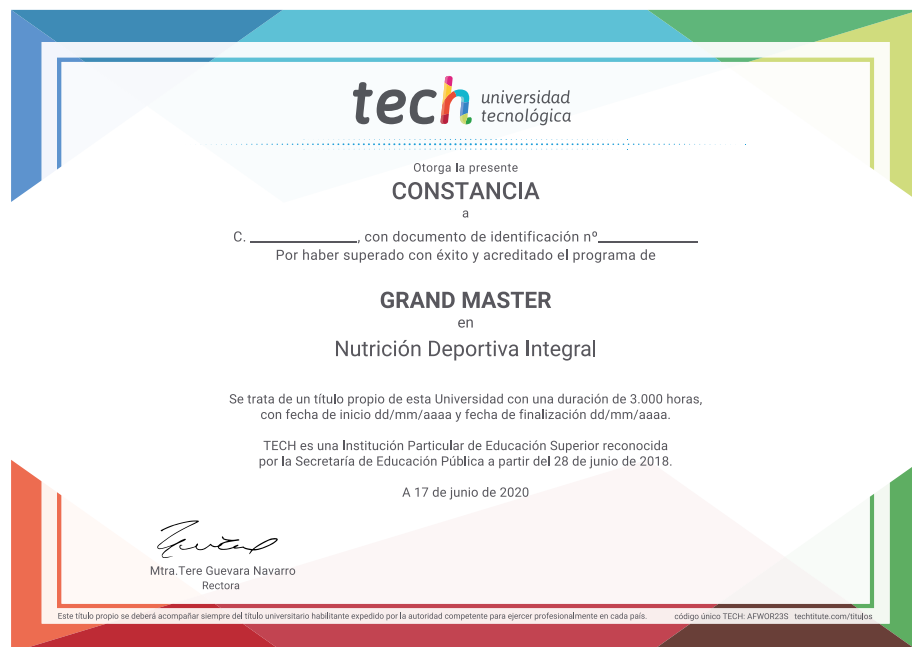 tech universidad
tecnológica
Otorga la presente
CONSTANCIA
a
C. ____________, con documento de identificación nº____________
Por haber superado con éxito y acreditado el programa de
GRAND MASTER
en
Nutrición Deportiva Integral
Se trata de un título propio de esta Universidad con una duración de 3.000 horas,
con fecha de inicio dd/mm/aaaa y fecha de finalización dd/mm/aaaa.
TECH es una Institución Particular de Educación Superior reconocida
por la Secretaría de Educación Pública a partir del 28 de junio de 2018.
A 17 de junio de 2020
Mtra.Tere Guevara Navarro
Rectora
Este título propio se deberá acompañar siempre del título universitario habilitante expedido por la autoridad competente para ejercer profesionalmente en cada país. código único TECH: AFWOR23S techtitute.com/titulos